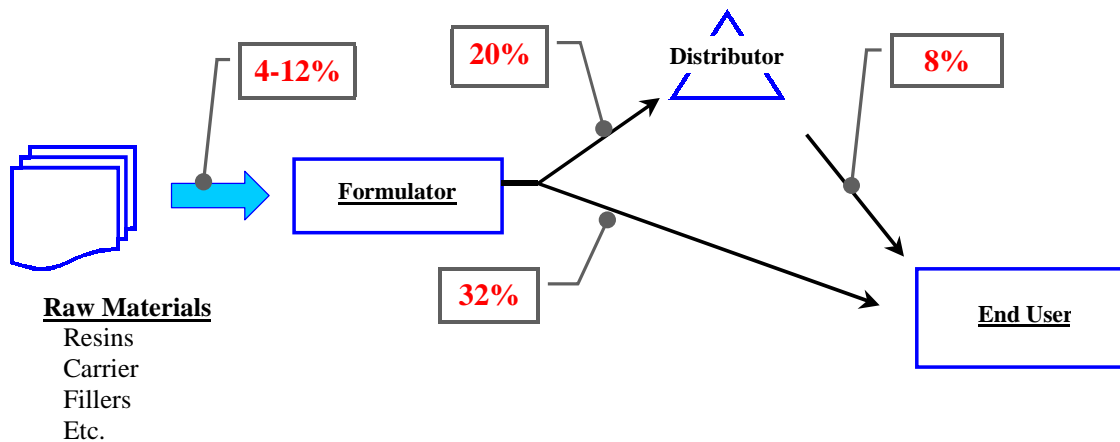 4-12%
20%
Distributor
8%
Formulator
32%
Raw Materials
Resins
Carrier
Fillers
Etc.
End User